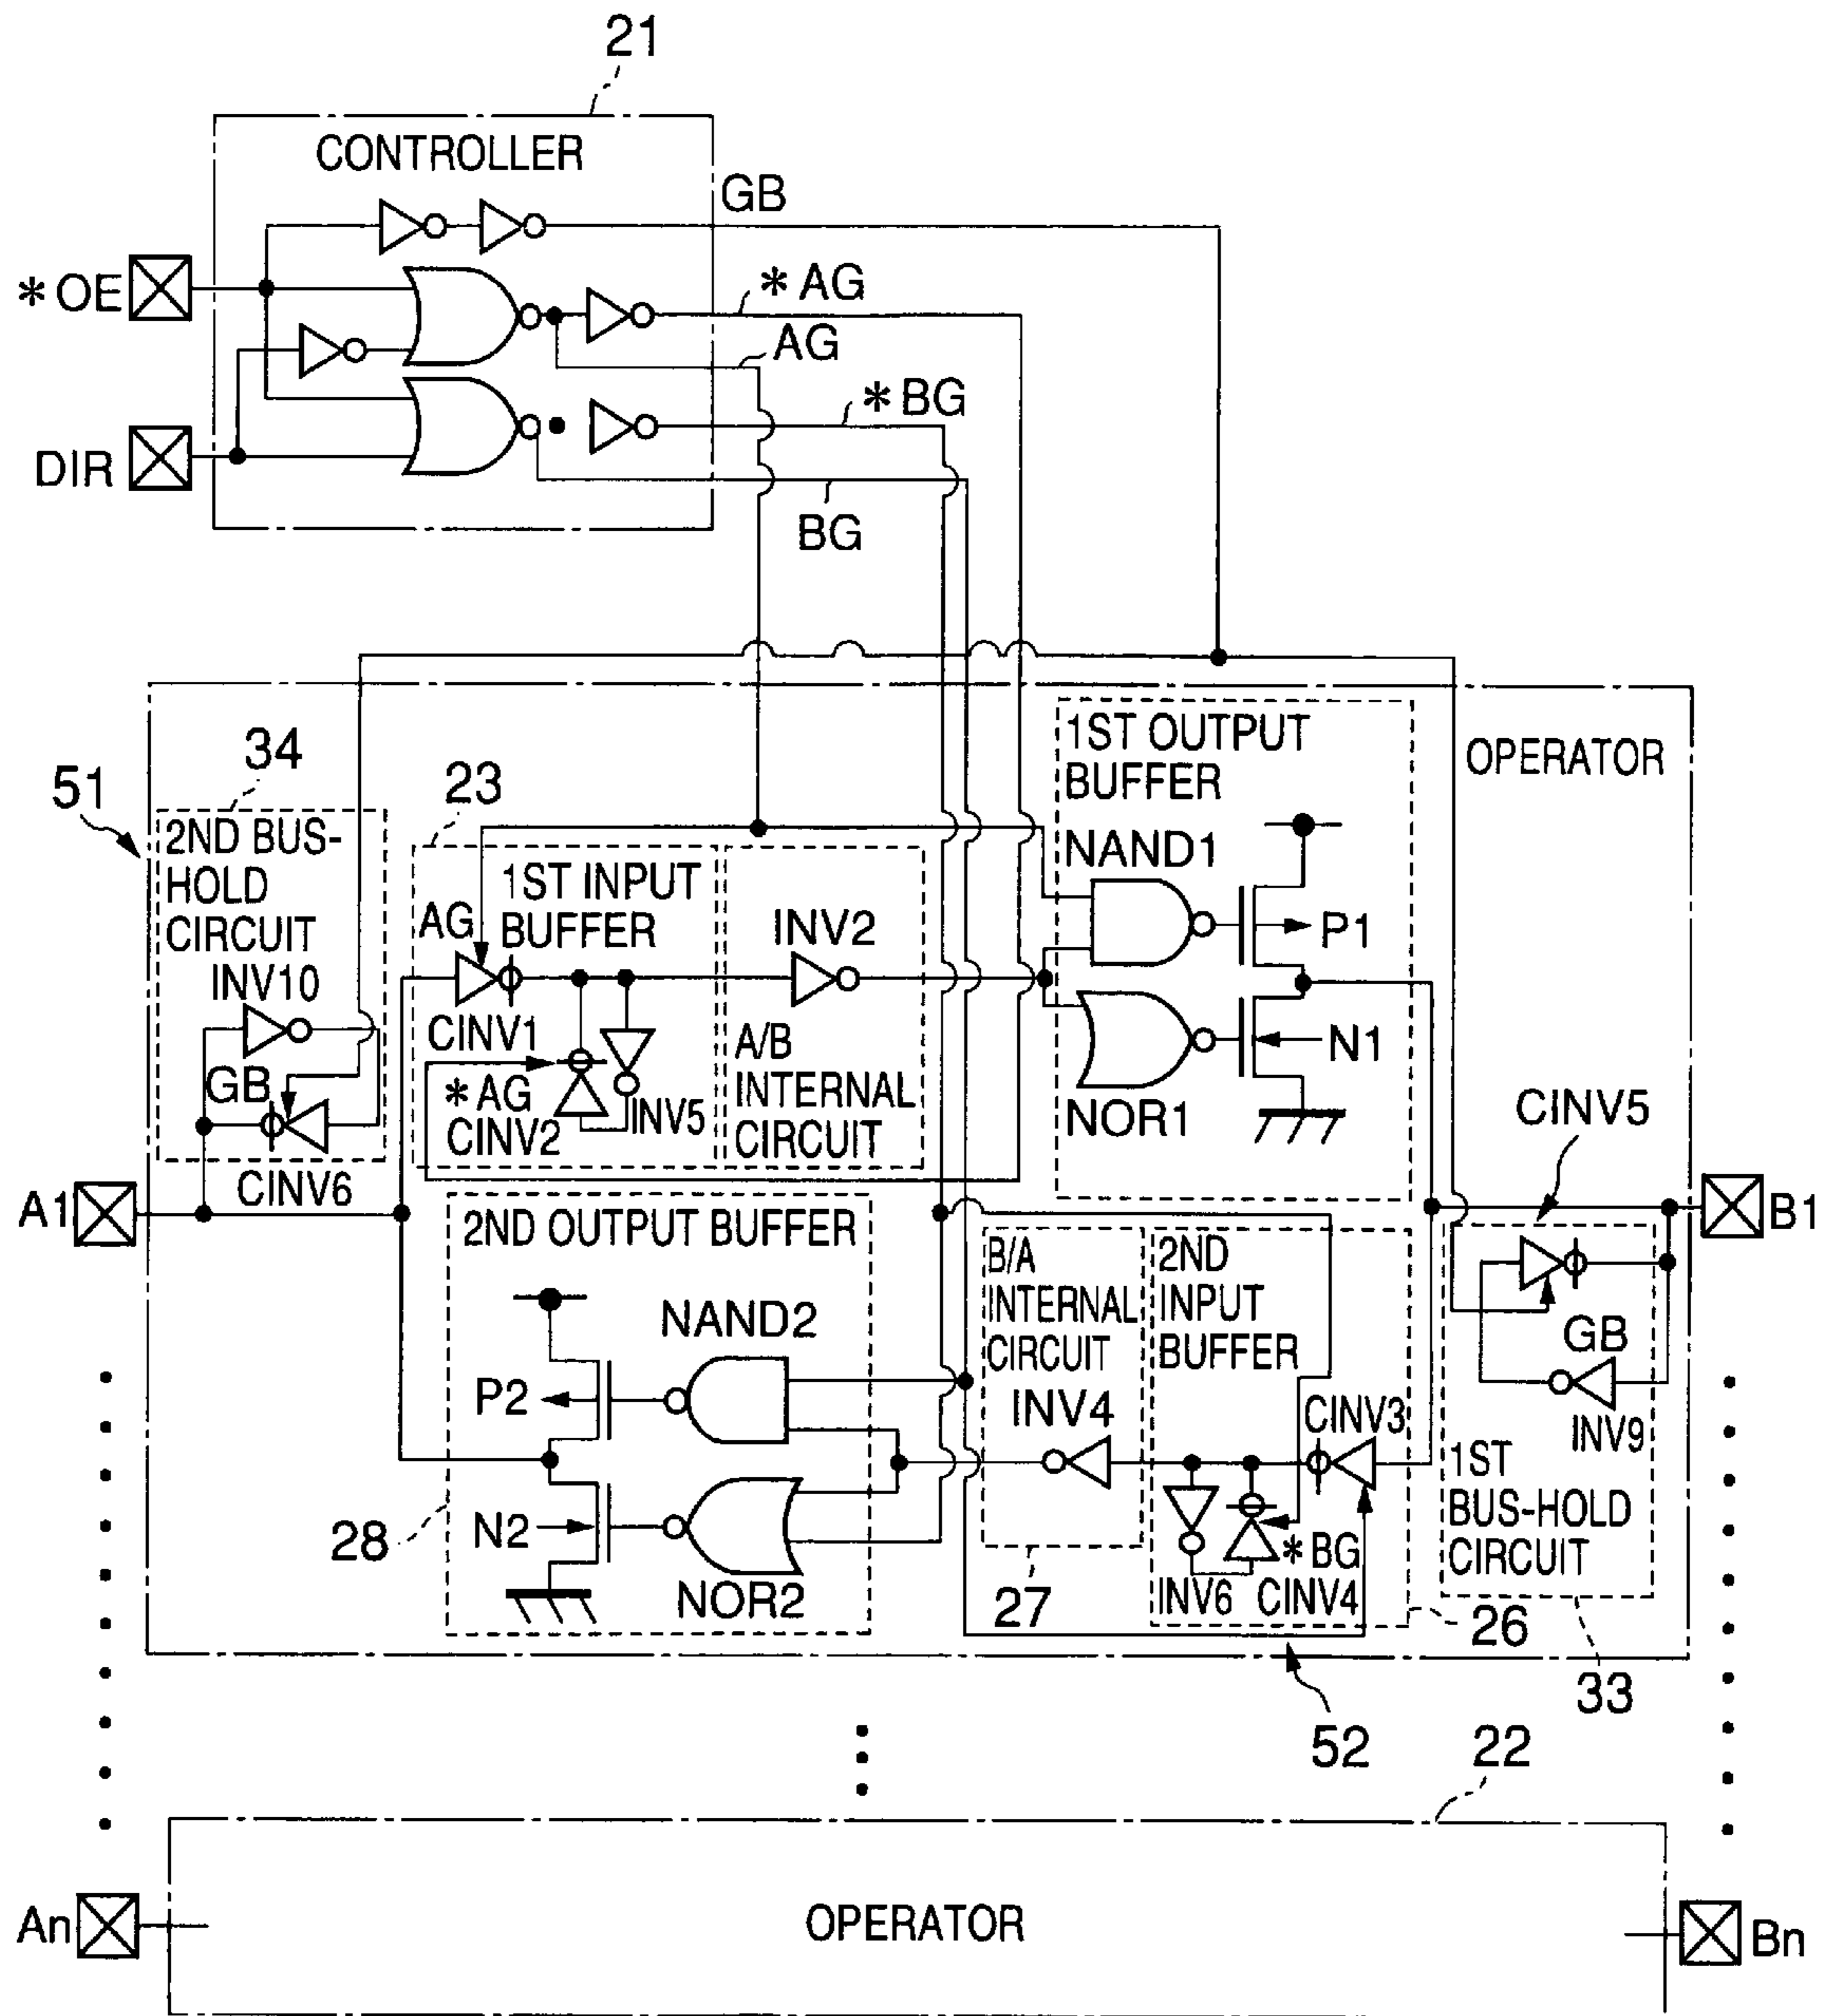 21
CONTROLLER
GB
*OE
*AG
AG
*BG
DIR
BG
34
51
2ND BUS-
HOLD
CIRCUIT
INV10
GB
CINV6
23
1ST INPUT
BUFFER
AG
CINV1
*AG
CINV2
INV5
INV2
A/B
INTERNAL
CIRCUIT
1ST OUTPUT
BUFFER
NAND1
P1
N1
NOR1
OPERATOR
CINV5
A1
B1
2ND OUTPUT BUFFER
NAND2
P2
N2
NOR2
28
B/A
INTERNAL
CIRCUIT
INV4
27
2ND
INPUT
BUFFER
CINV3
*BG
INV6
CINV4
26
GB
INV9
1ST
BUS-HOLD
CIRCUIT
33
52
22
An
OPERATOR
Bn